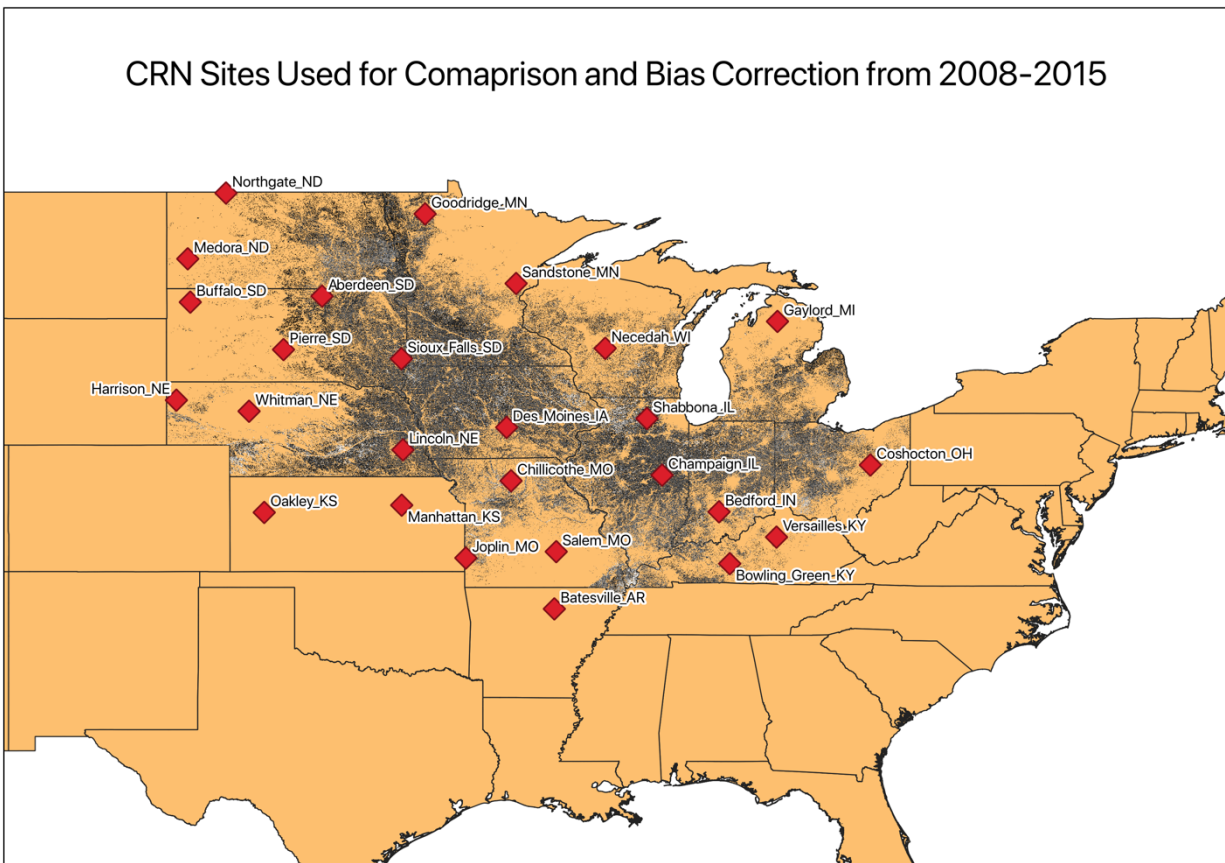 CRN Sites Used for Comaprison and Bias Correction from 2008-2015
Northgate_ND
Goodridge_MN
Medora_ND
Sandstone_MN
Aberdeen_SD
Buffalo_SD
Gaylord_MI
Pierre_SD
Necedah_WI
Sioux_Falls_SD
Harrison_NE
Whitman_NE
Des_Moines_IA
Shabbona_IL
Lincoln_NE
Coshocton_OH
Chillicothe_MO
Champaign_IL
Oakley_KS
Manhattan_KS
Bedford_IN
Versailles_KY
Joplin_MO
Salem_MO
Bowling_Green_KY
Batesville_AR